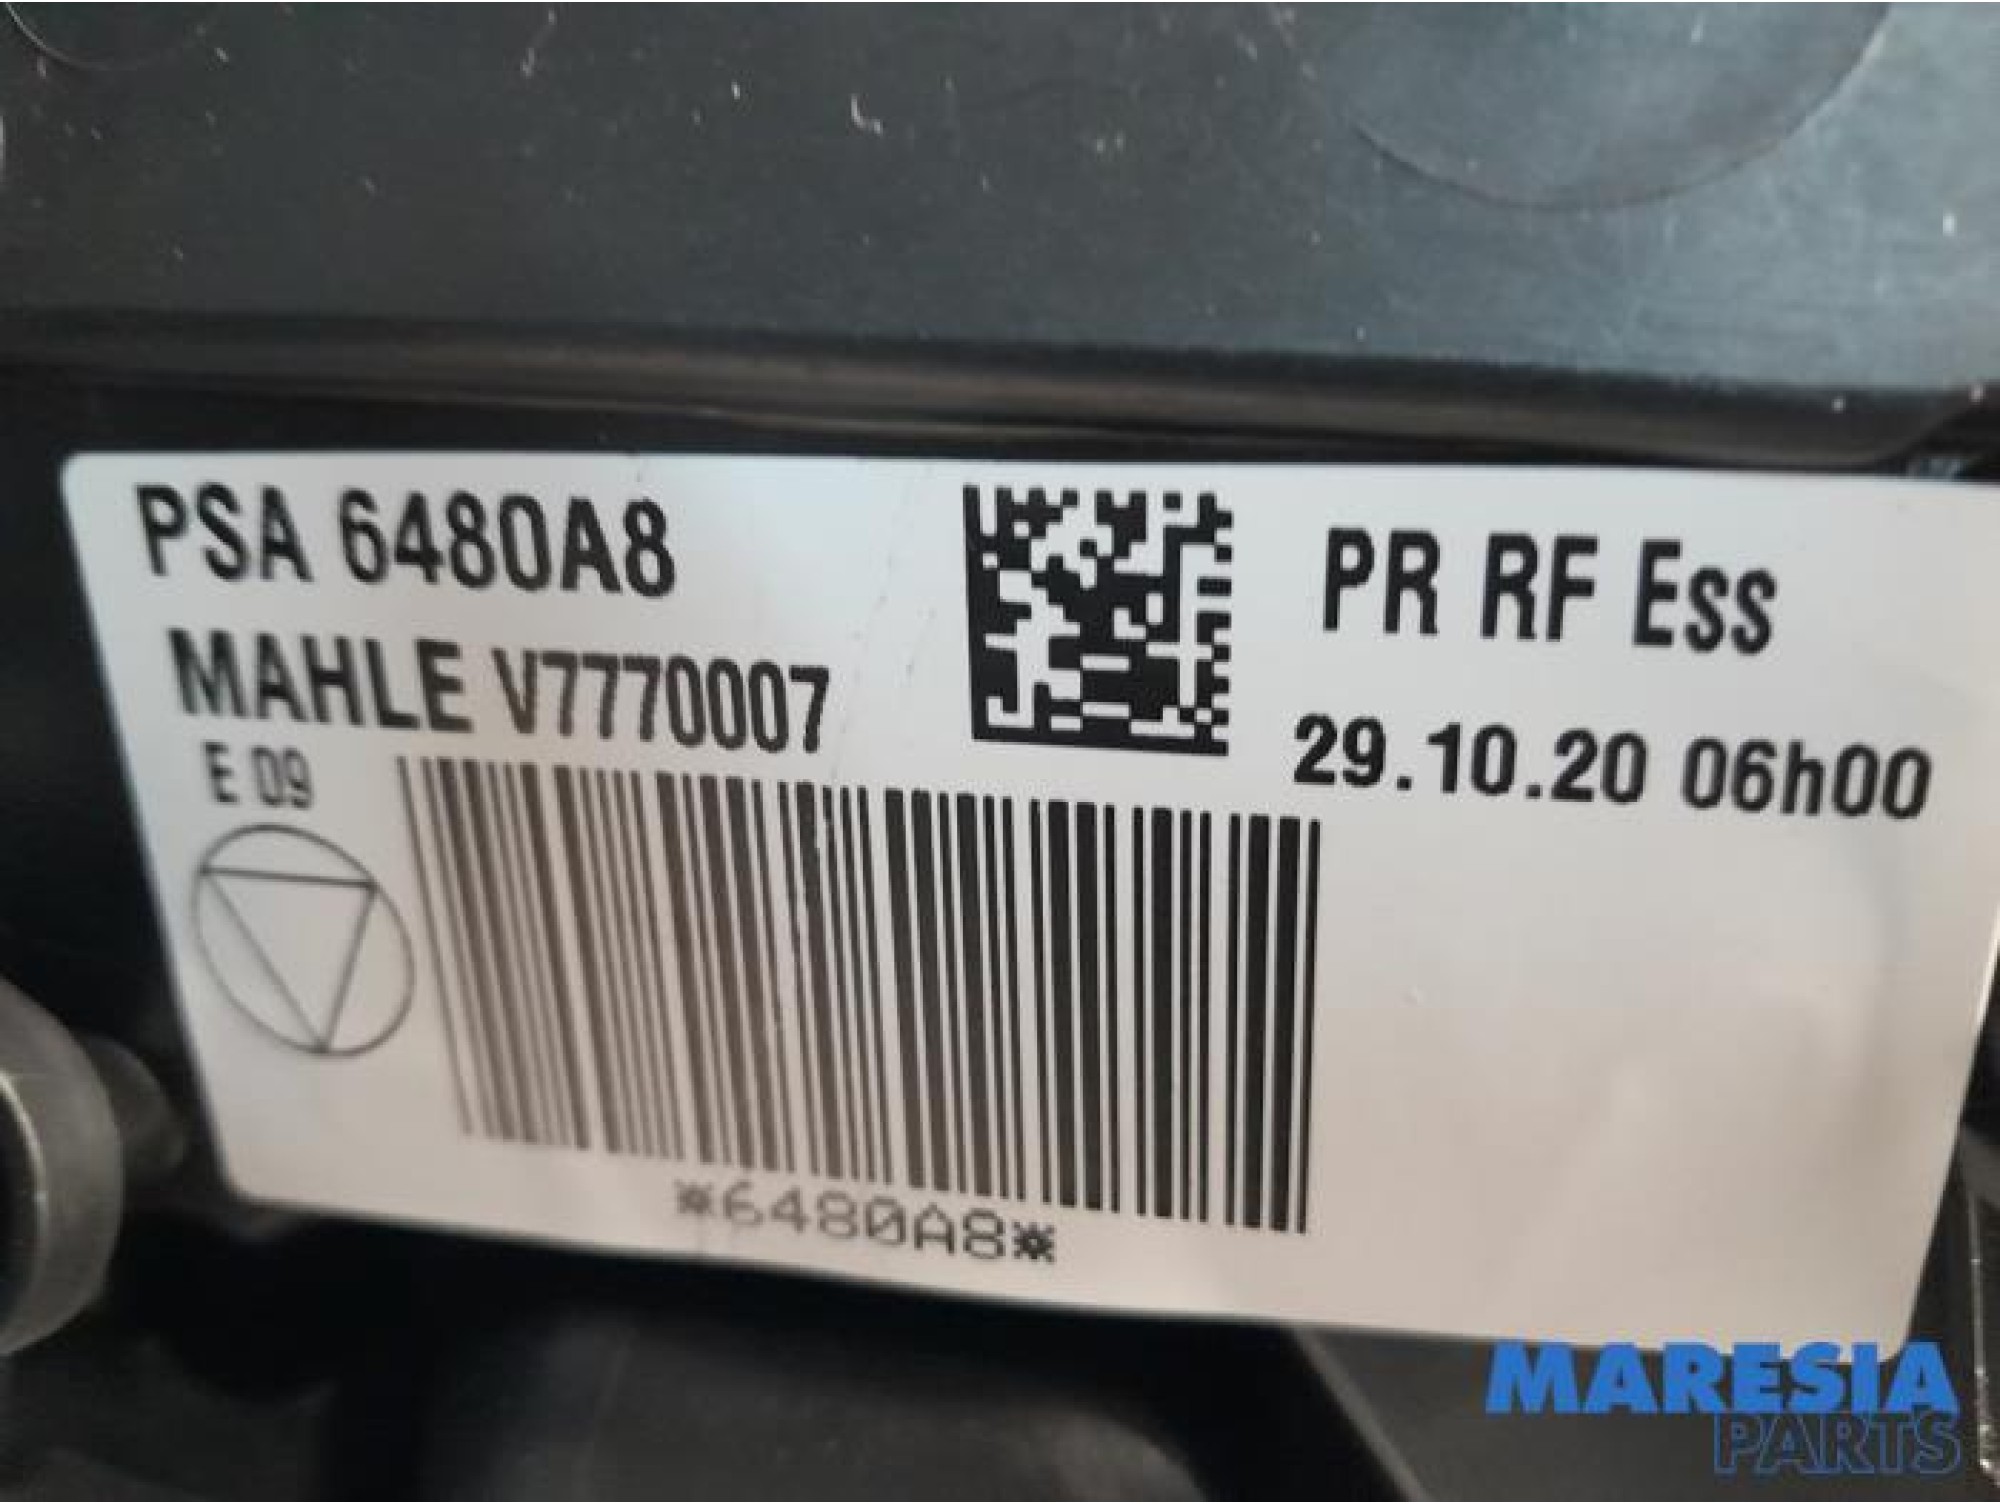 PSA 6480A8
MAHLE V7770007
E 09
PR RF Ess
29.10.20 06h00
*6480A8*
MARESIA
PARTS